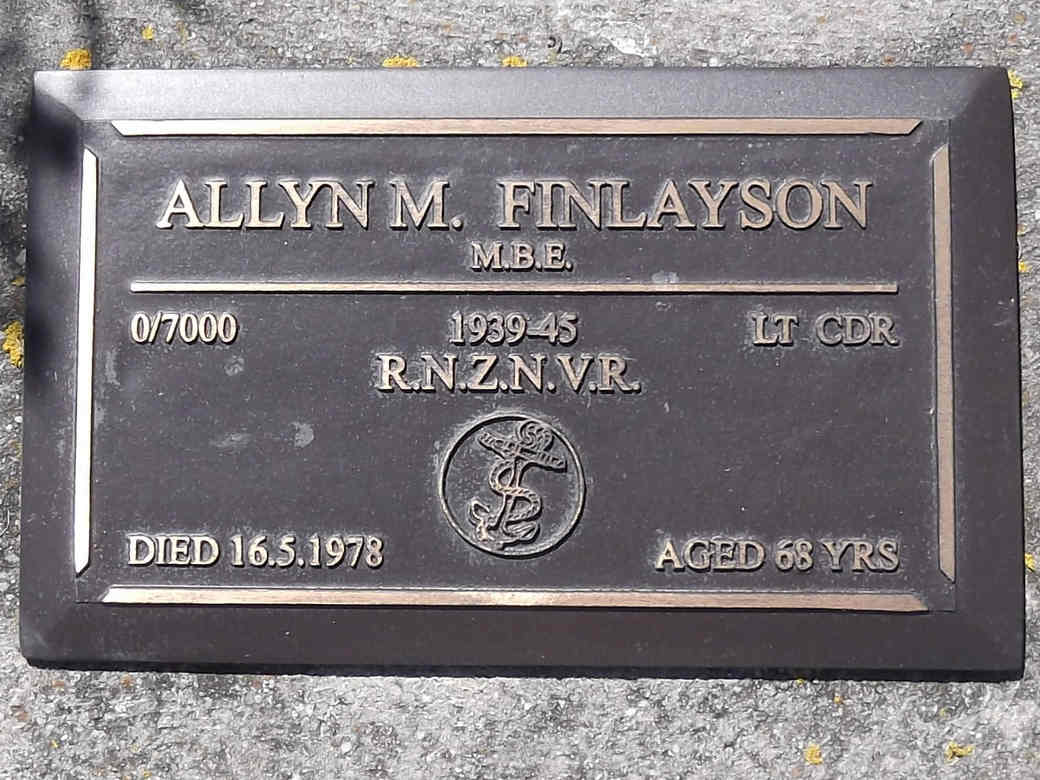 ALLYN M. FINLAYSON
M.B.E.
0/7000 1939-45 LT CDR
R.N.Z.N.V.R.
DIED 16.5.1978 AGED 68 YRS